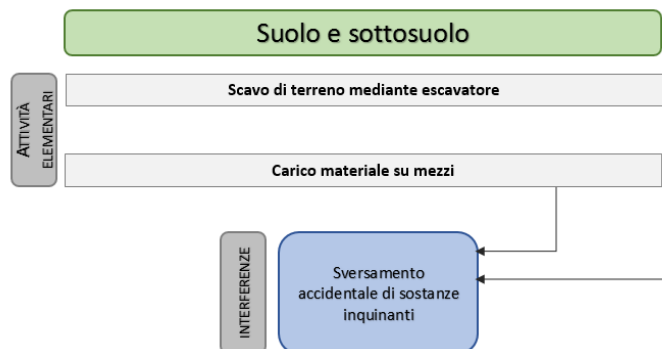 Suolo e sottosuolo
ATTIVITÀ
ELEMENTARI
Scavo di terreno mediante escavatore
Carico materiale su mezzi
INTERFERENZE
Sversamento
accidentale di sostanze
inquinanti